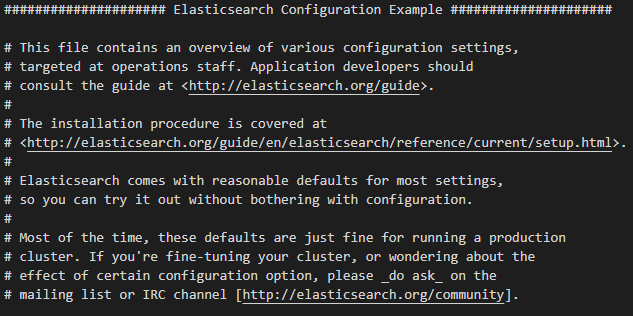 ##################### Elasticsearch Configuration Example #####################
# This file contains an overview of various configuration settings,
# targeted at operations staff. Application developers should
# consult the guide at <http://elasticsearch.org/guide>.
#
# The installation procedure is covered at
# <http://elasticsearch.org/guide/en/elasticsearch/reference/current/setup.html>.
#
# Elasticsearch comes with reasonable defaults for most settings,
# so you can try it out without bothering with configuration.
#
# Most of the time, these defaults are just fine for running a production
# cluster. If you're fine-tuning your cluster, or wondering about the
# effect of certain configuration option, please _do ask_ on the
# mailing list or IRC channel [http://elasticsearch.org/community].